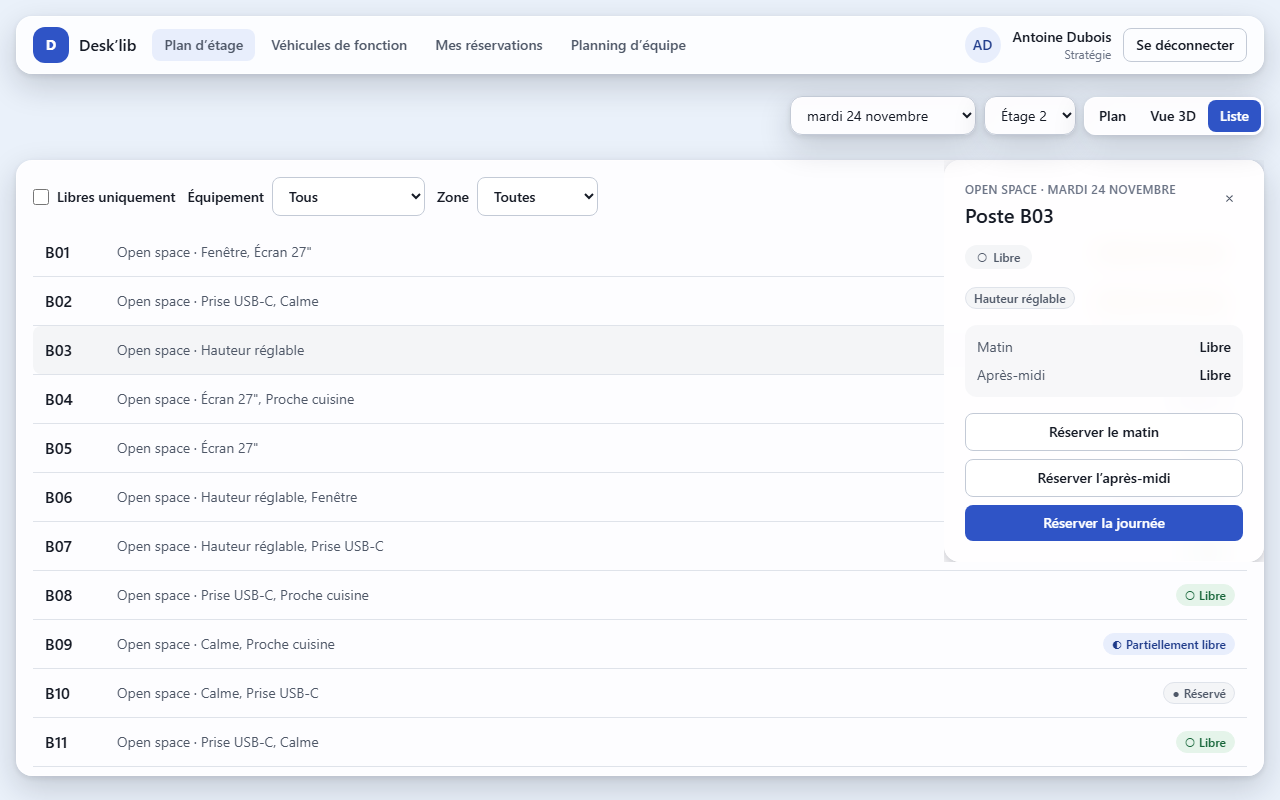 D Desk’lib Plan d’étage Véhicules de fonction Mes réservations Planning d’équipe AD Antoine Dubois Se déconnecter
Stratégie
mardi 24 novembre Étage 2 Plan Vue 3D Liste
Libres uniquement Équipement Tous Zone Toutes
B01 Open space · Fenêtre, Écran 27"
B02 Open space · Prise USB-C, Calme
B03 Open space · Hauteur réglable
B04 Open space · Écran 27", Proche cuisine
B05 Open space · Écran 27"
B06 Open space · Hauteur réglable, Fenêtre
B07 Open space · Hauteur réglable, Prise USB-C
B08 Open space · Prise USB-C, Proche cuisine ○ Libre
B09 Open space · Calme, Proche cuisine ◐ Partiellement libre
B10 Open space · Calme, Prise USB-C ● Réservé
B11 Open space · Prise USB-C, Calme ○ Libre
OPEN SPACE · MARDI 24 NOVEMBRE
Poste B03
×
○ Libre
Hauteur réglable
Matin Libre
Après-midi Libre
Réserver le matin
Réserver l’après-midi
Réserver la journée